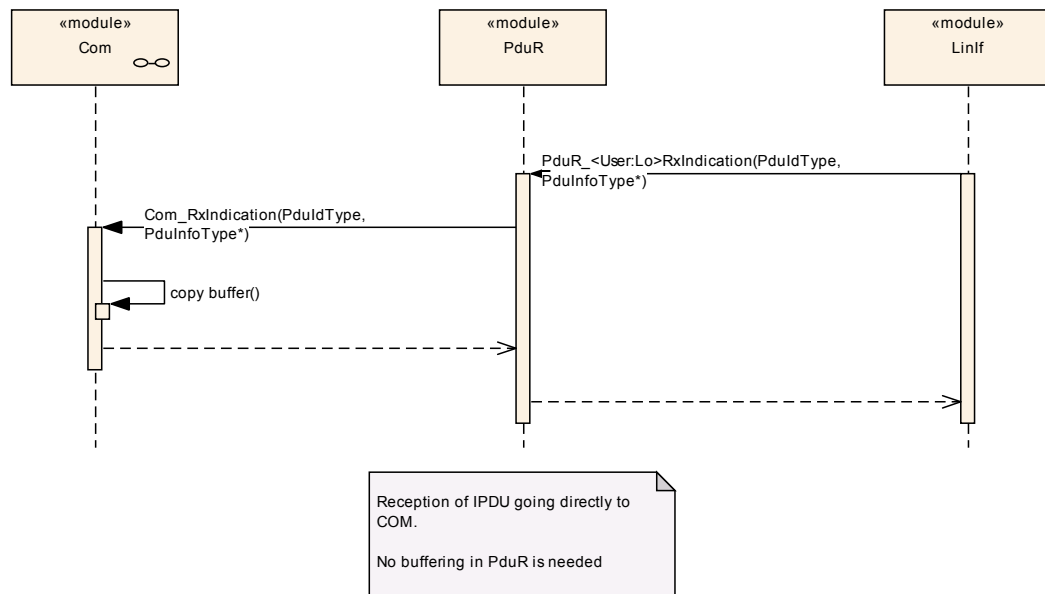 «module»
Com
«module»
PduR
«module»
LinIf
PduR_<User:Lo>RxIndication(PduIdType,
PduInfoType*)
Com_RxIndication(PduIdType,
PduInfoType*)
copy buffer()
Reception of IPDU going directly to
COM.
No buffering in PduR is needed